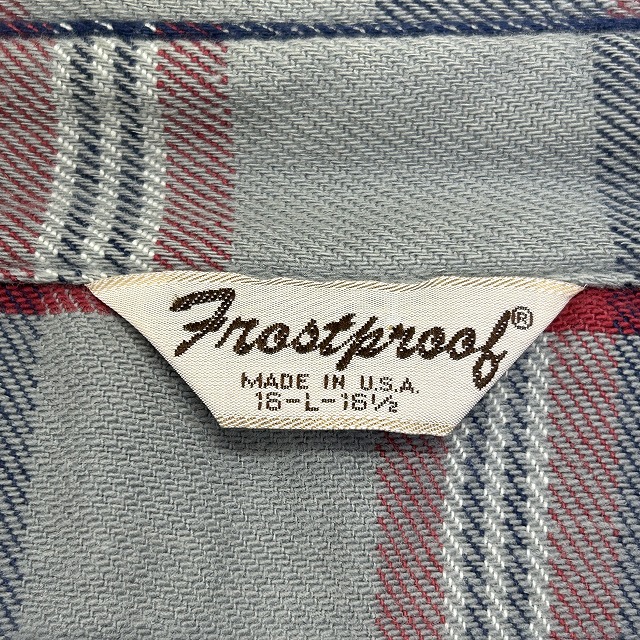 Frostproof®
MADE IN U.S.A.
16-L-16½